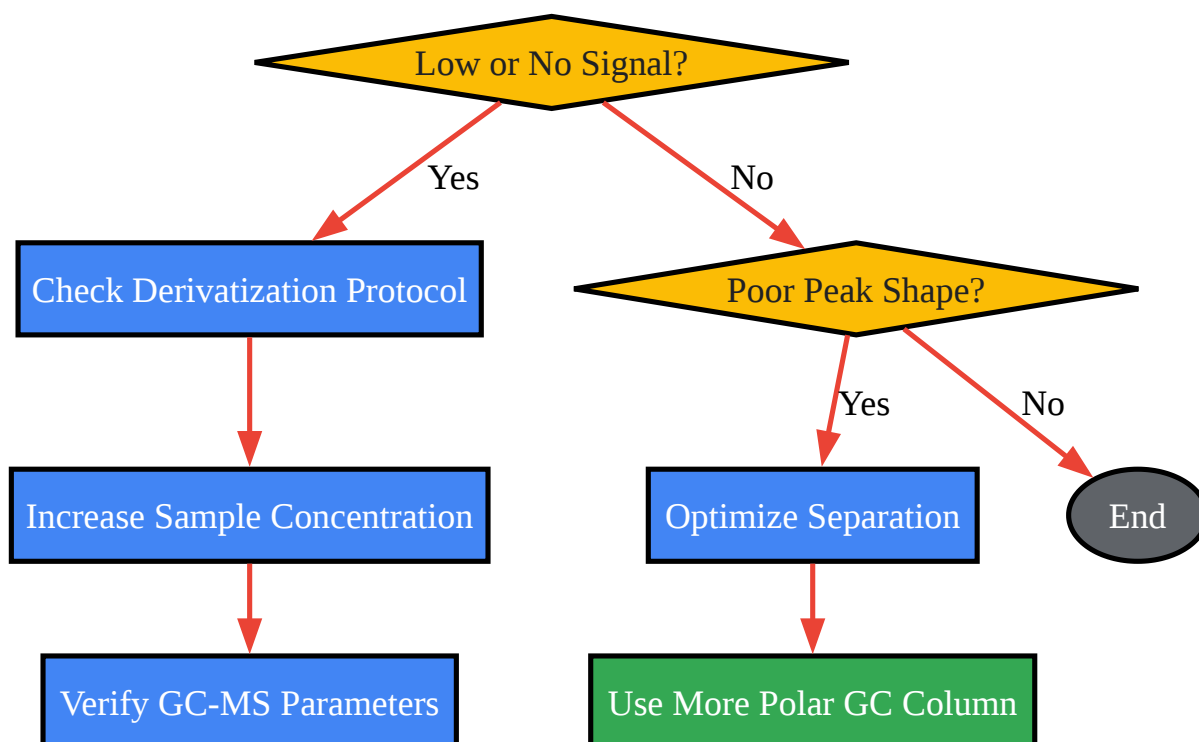 Low or No Signal?
Yes
No
Check Derivatization Protocol
Poor Peak Shape?
Yes
No
Increase Sample Concentration
Optimize Separation
End
Verify GC-MS Parameters
Use More Polar GC Column